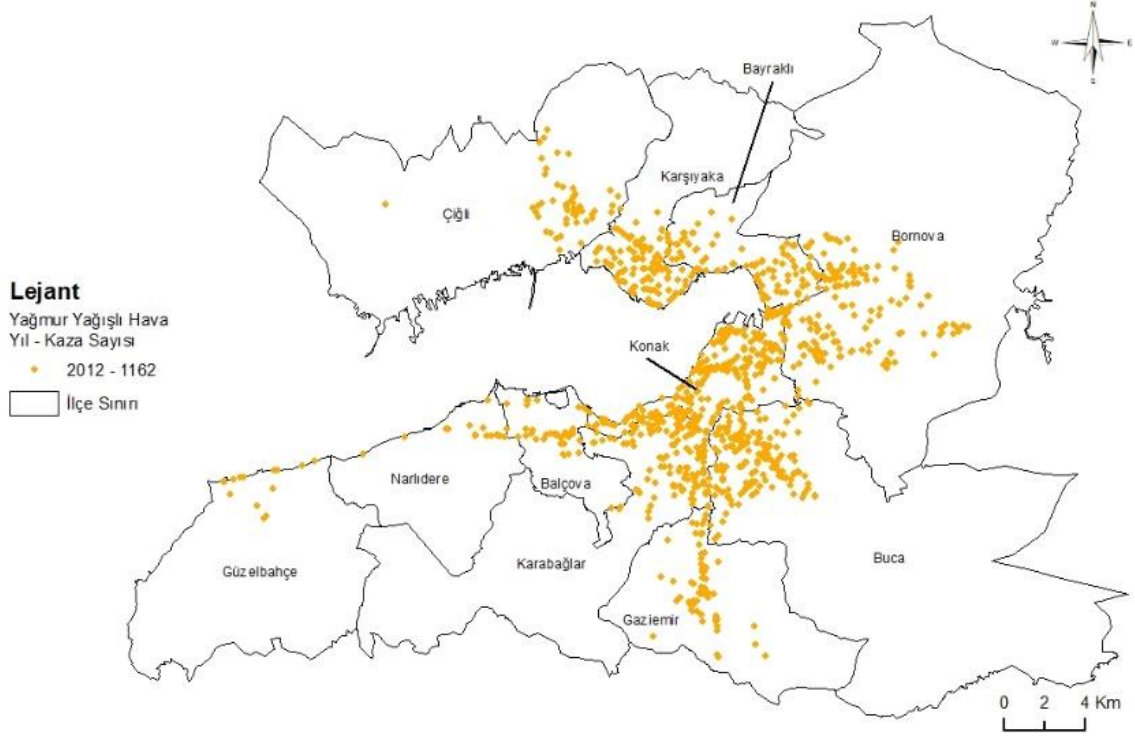 N
W E
S
Bayraklı
Karşıyaka
Çiğli
Bornova
Lejant
Yağmur Yağışlı Hava
Yıl - Kaza Sayısı
2012 - 1162
İlçe Sınırı
Konak
Narlıdere
Balçova
Güzelbahçe
Karabağlar
Buca
Gaziemir
0 2 4 Km